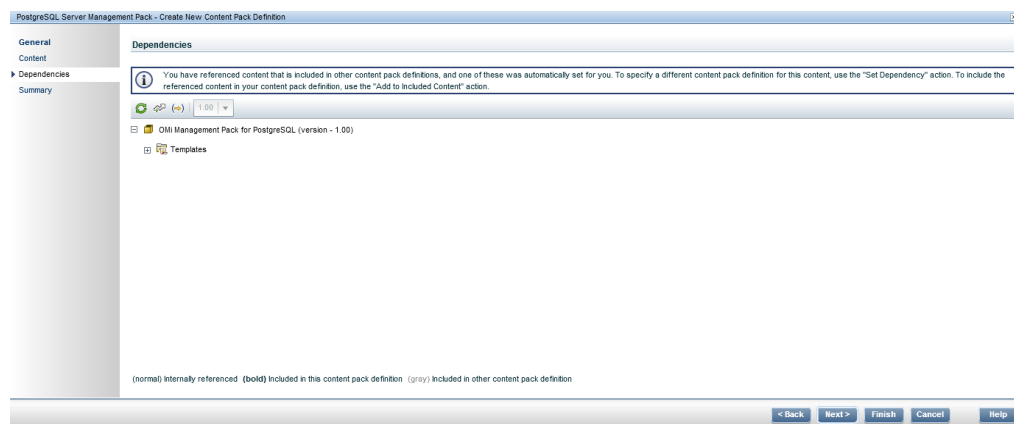 PostgreSQL Server Management Pack - Create New Content Pack Definition
General
Content
Dependencies
Summary
Dependencies
You have referenced content that is included in other content pack definitions, and one of these was automatically set for you. To specify a different content pack definition for this content, use the "Set Dependency" action. To include the
referenced content in your content pack definition, use the "Add to Included Content" action.
1.00
OMi Management Pack for PostgreSQL (version - 1.00)
Templates
(normal) Internally referenced (bold) Included in this content pack definition (gray) Included in other content pack definition
< Back Next > Finish Cancel Help